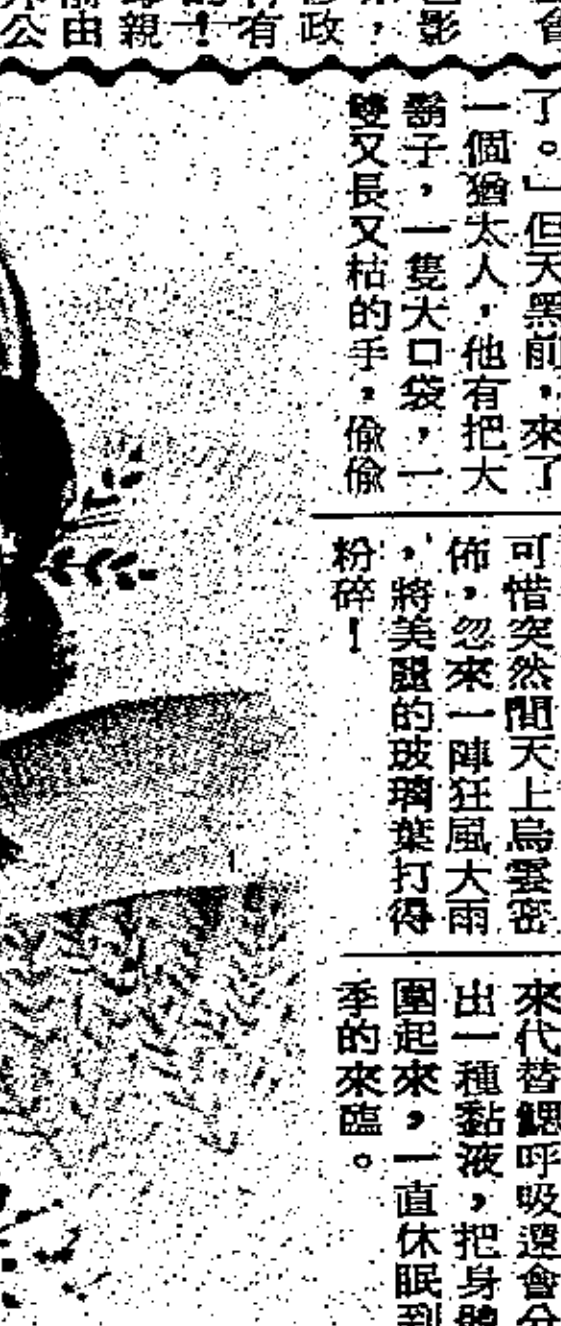 會
影
，
政
有
！
親
由
公
了。」但天黑前，來了
一個猶太人，他有把大
鬍子，一隻大口袋，一
雙又長又枯的手，偷偷
可惜突然間天上烏雲密
佈，忽來一陣狂風大雨
，將美麗的玻璃葉打得
粉碎！
來代替鰓呼吸還會分
出一種黏液，把身體
圍起來，一直休眠到
季的來臨。